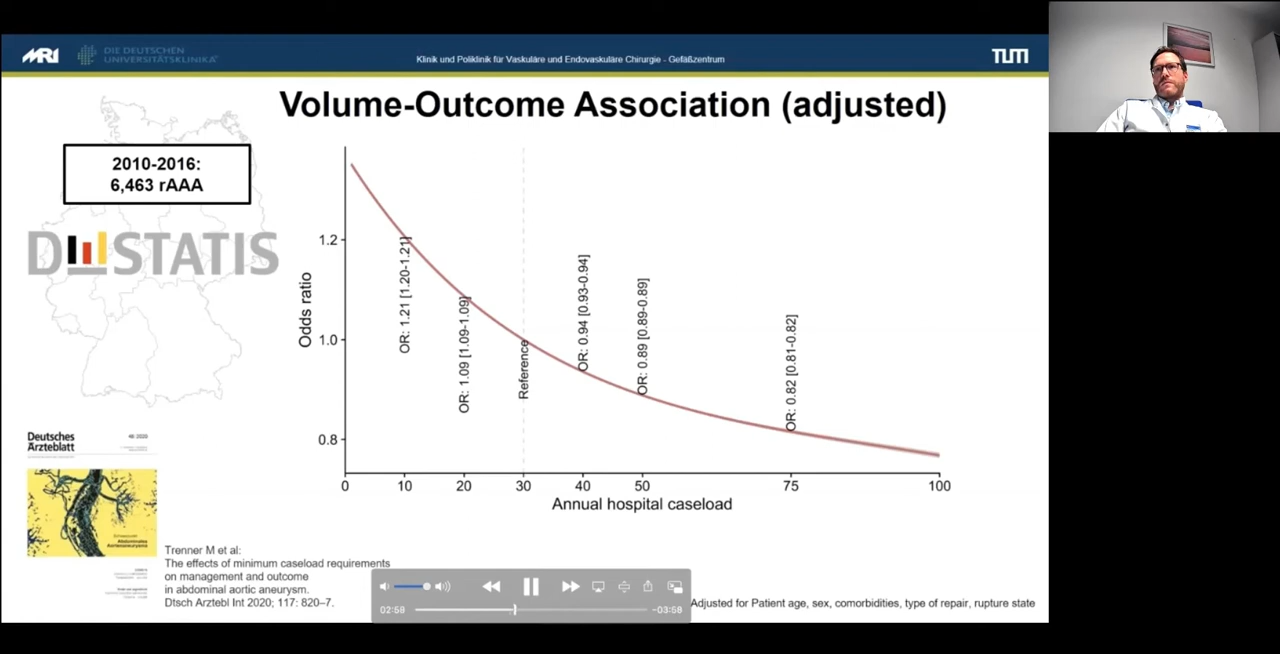 MRI
DIE DEUTSCHEN
UNIVERSITÄTSKLINIKA
Klinik und Poliklinik für Vaskuläre und Endovaskuläre Chirurgie - Gefäßzentrum
TUM
Volume-Outcome Association (adjusted)
2010-2016:
6,463 rAAA
DESTATIS
Odds ratio
1.2
1.0
0.8
OR: 1.21 [1.20-1.21]
OR: 1.09 [1.09-1.09]
Reference
OR: 0.94 [0.93-0.94]
OR: 0.89 [0.89-0.89]
OR: 0.82 [0.81-0.82]
0 10 20 30 40 50 75 100
Annual hospital caseload
Deutsches
Ärzteblatt
Abdominales
Aortenaneurysma
Trenner M et al:
The effects of minimum caseload requirements
on management and outcome
in abdominal aortic aneurysm.
Dtsch Arztebl Int 2020; 117: 820–7.
02:58
−03:58
Adjusted for Patient age, sex, comorbidities, type of repair, rupture state